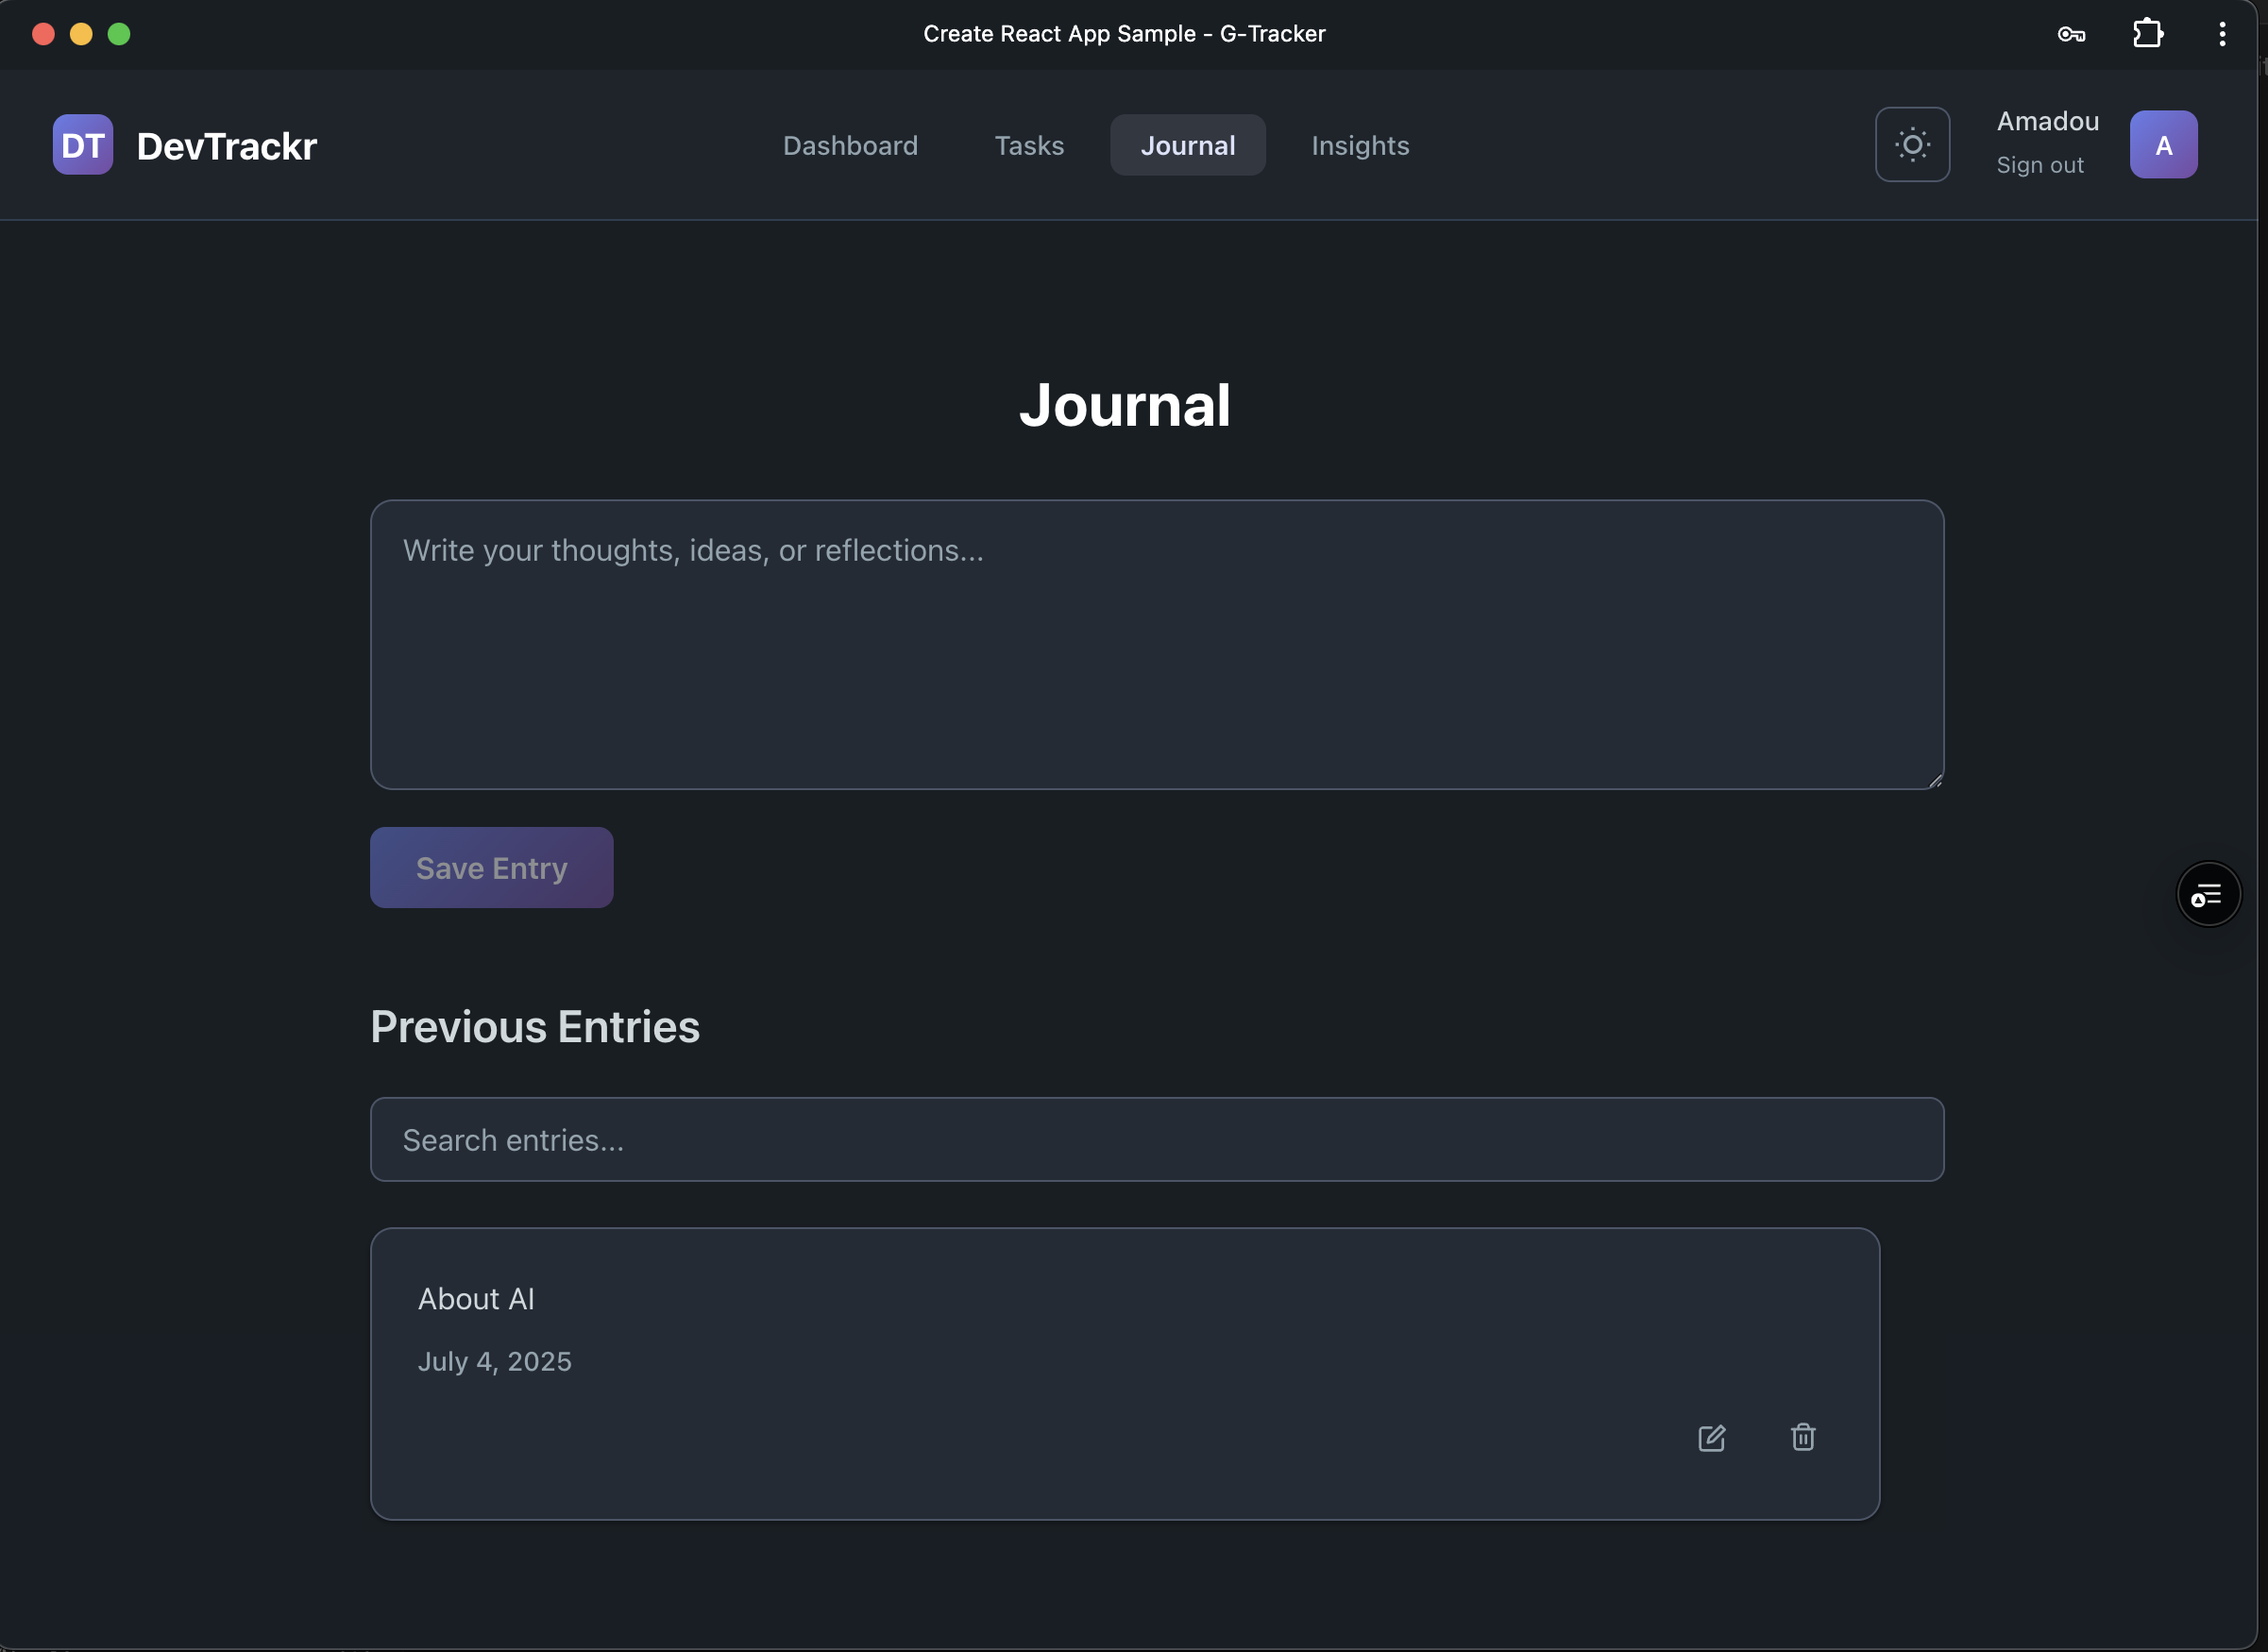 Create React App Sample - G-Tracker
DT DevTrackr
Dashboard Tasks Journal Insights
Amadou
Sign out
A
Journal
Write your thoughts, ideas, or reflections...
Save Entry
Previous Entries
Search entries...
About AI
July 4, 2025